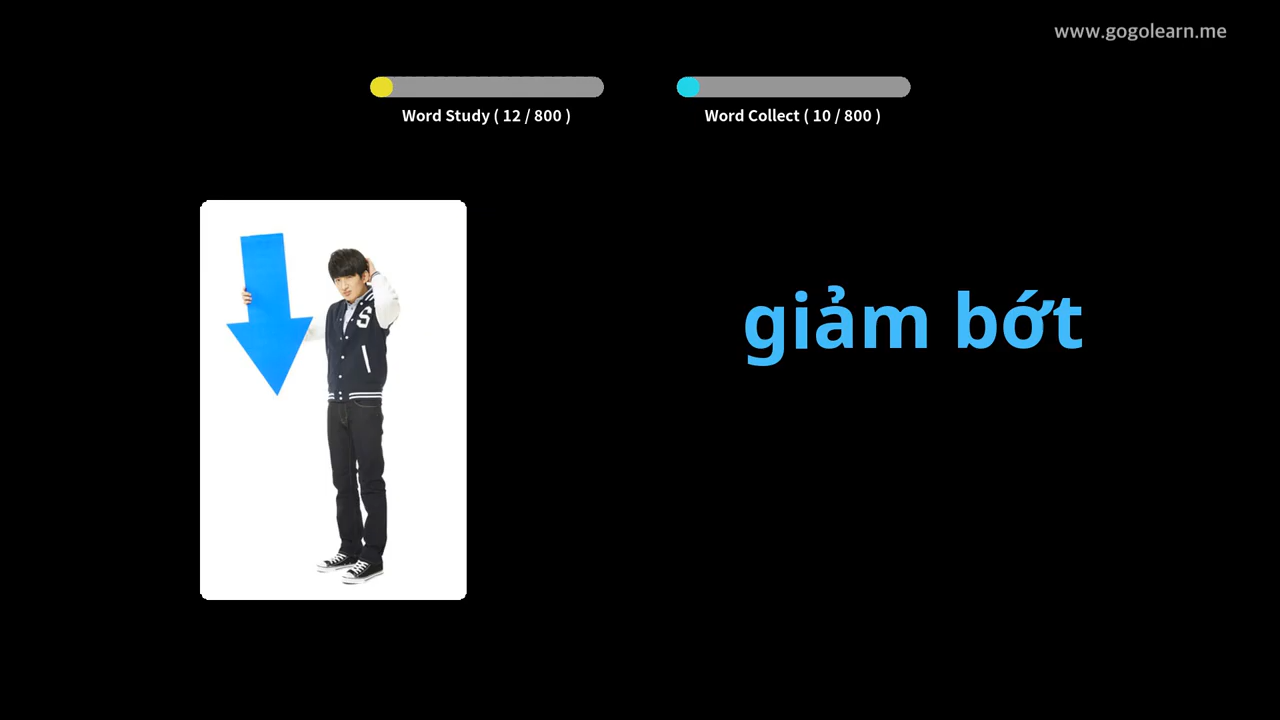 www.gogolearn.me
Word Study ( 12 / 800 )
Word Collect ( 10 / 800 )
S
giảm bớt